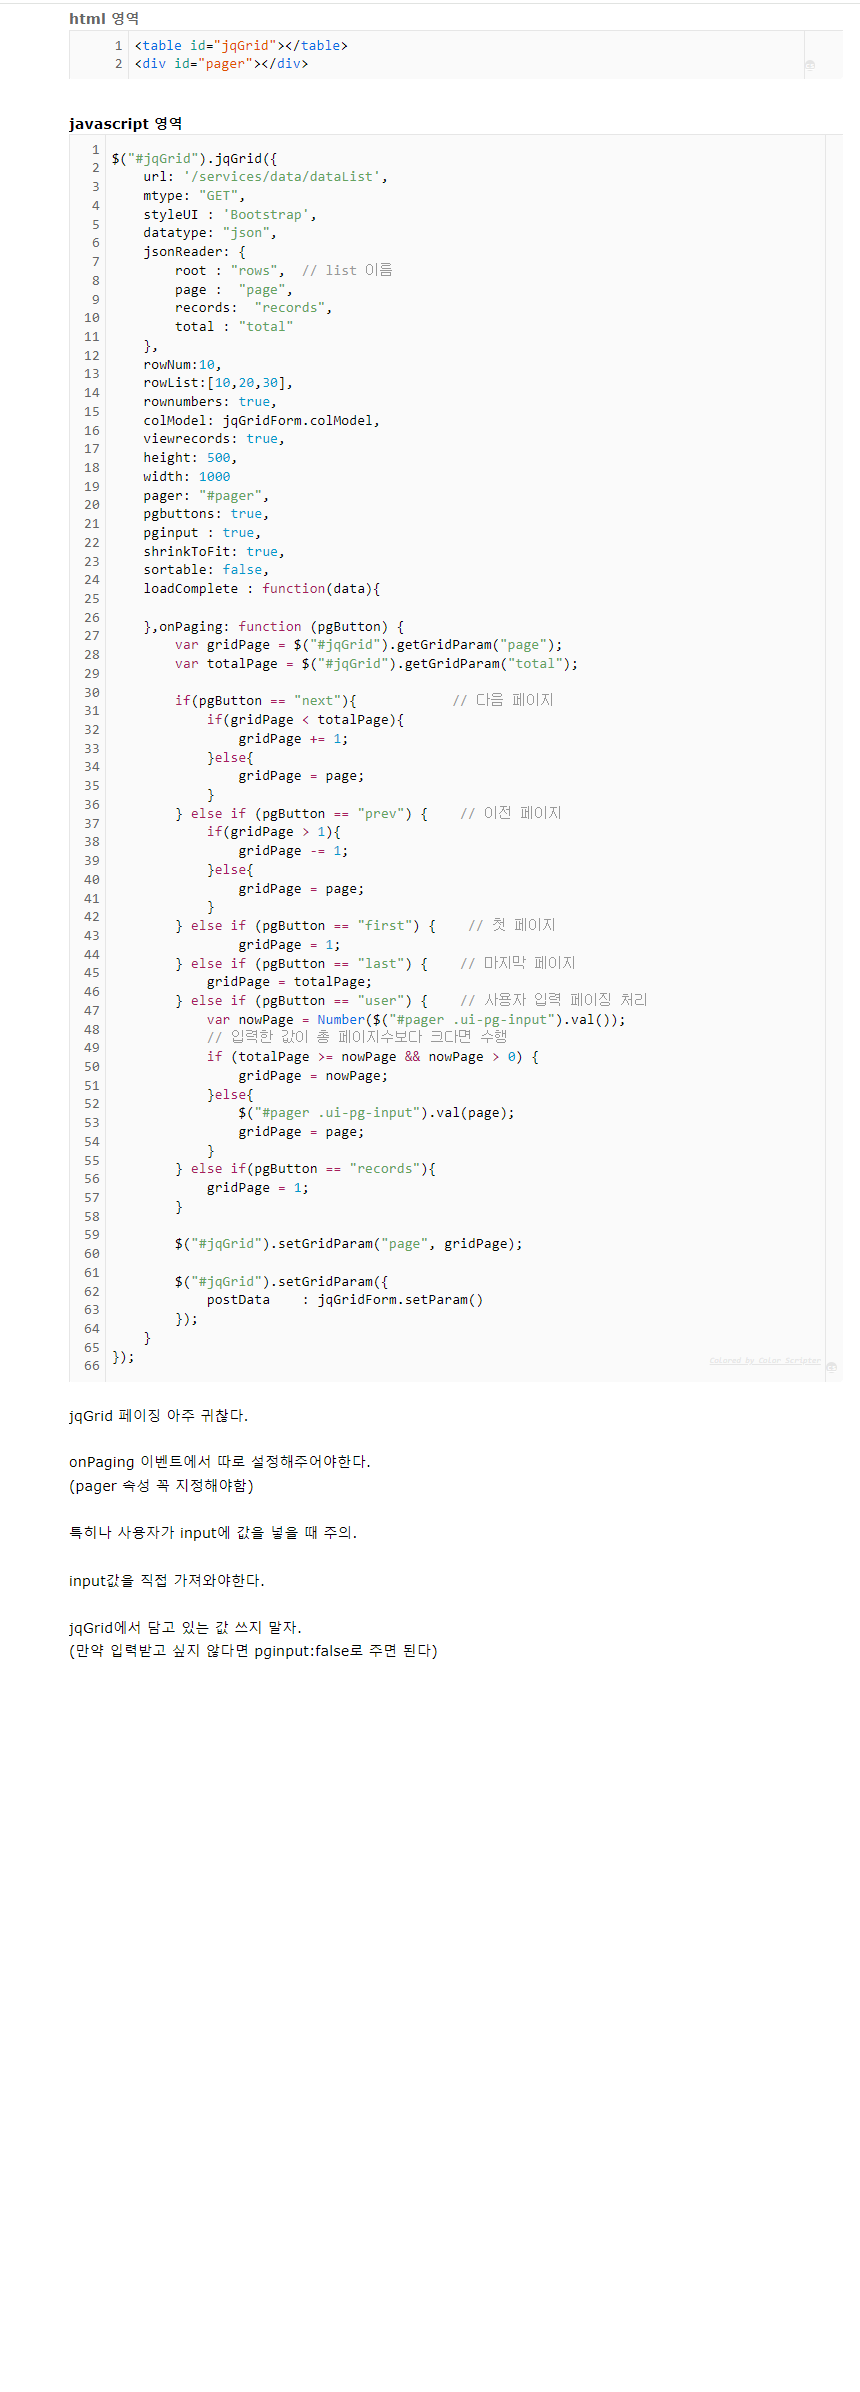 html 영역
1 <table id="jqGrid"></table>
2 <div id="pager"></div>
javascript 영역
1
2 $("#jqGrid").jqGrid({
3     url: '/services/data/dataList',
4     mtype: "GET",
5     styleUI : 'Bootstrap',
6     datatype: "json",
7     jsonReader: {
8         root : "rows",  // list 이름
9         page :  "page",
10         records:  "records",
11         total : "total"
12     },
13     rowNum:10,
14     rowList:[10,20,30],
15     rownumbers: true,
16     colModel: jqGridForm.colModel,
17     viewrecords: true,
18     height: 500,
19     width: 1000
20     pager: "#pager",
21     pgbuttons: true,
22     pginput : true,
23     shrinkToFit: true,
24     sortable: false,
25     loadComplete : function(data){
26
27     },onPaging: function (pgButton) {
28         var gridPage = $("#jqGrid").getGridParam("page");
29         var totalPage = $("#jqGrid").getGridParam("total");
30
31         if(pgButton == "next"){            // 다음 페이지
32             if(gridPage < totalPage){
33                 gridPage += 1;
34             }else{
35                 gridPage = page;
36             }
37         } else if (pgButton == "prev") {    // 이전 페이지
38             if(gridPage > 1){
39                 gridPage -= 1;
40             }else{
41                 gridPage = page;
42             }
43         } else if (pgButton == "first") {    // 첫 페이지
44                 gridPage = 1;
45         } else if (pgButton == "last") {    // 마지막 페이지
46             gridPage = totalPage;
47         } else if (pgButton == "user") {    // 사용자 입력 페이징 처리
48             var nowPage = Number($("#pager .ui-pg-input").val());
49             // 입력한 값이 총 페이지수보다 크다면 수행
50             if (totalPage >= nowPage && nowPage > 0) {
51                 gridPage = nowPage;
52             }else{
53                 $("#pager .ui-pg-input").val(page);
54                 gridPage = page;
55             }
56         } else if(pgButton == "records"){
57             gridPage = 1;
58         }
59
60         $("#jqGrid").setGridParam("page", gridPage);
61
62         $("#jqGrid").setGridParam({
63             postData    : jqGridForm.setParam()
64         });
65     }
66 });
Colored by Color Scripter
jqGrid 페이징 아주 귀찮다.
onPaging 이벤트에서 따로 설정해주어야한다.
(pager 속성 꼭 지정해야함)
특히나 사용자가 input에 값을 넣을 때 주의.
input값을 직접 가져와야한다.
jqGrid에서 담고 있는 값 쓰지 말자.
(만약 입력받고 싶지 않다면 pginput:false로 주면 된다)